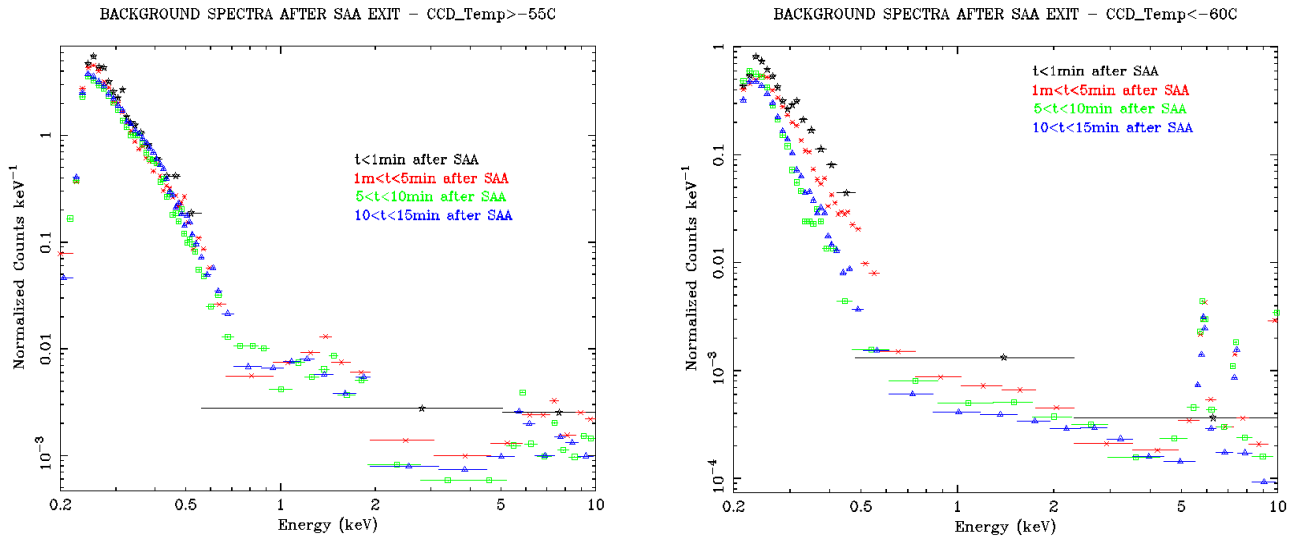 BACKGROUND SPECTRA AFTER SAA EXIT – CCD_Temp>-55C
Normalized Counts keV⁻¹
1
0.1
0.01
10⁻³
t<1min after SAA
1m<t<5min after SAA
5<t<10min after SAA
10<t<15min after SAA
0.2 0.5 1 2 5 10
Energy (keV)
BACKGROUND SPECTRA AFTER SAA EXIT – CCD_Temp<-60C
Normalized Counts keV⁻¹
1
0.1
0.01
10⁻³
10⁻⁴
t<1min after SAA
1m<t<5min after SAA
5<t<10min after SAA
10<t<15min after SAA
0.2 0.5 1 2 5 10
Energy (keV)